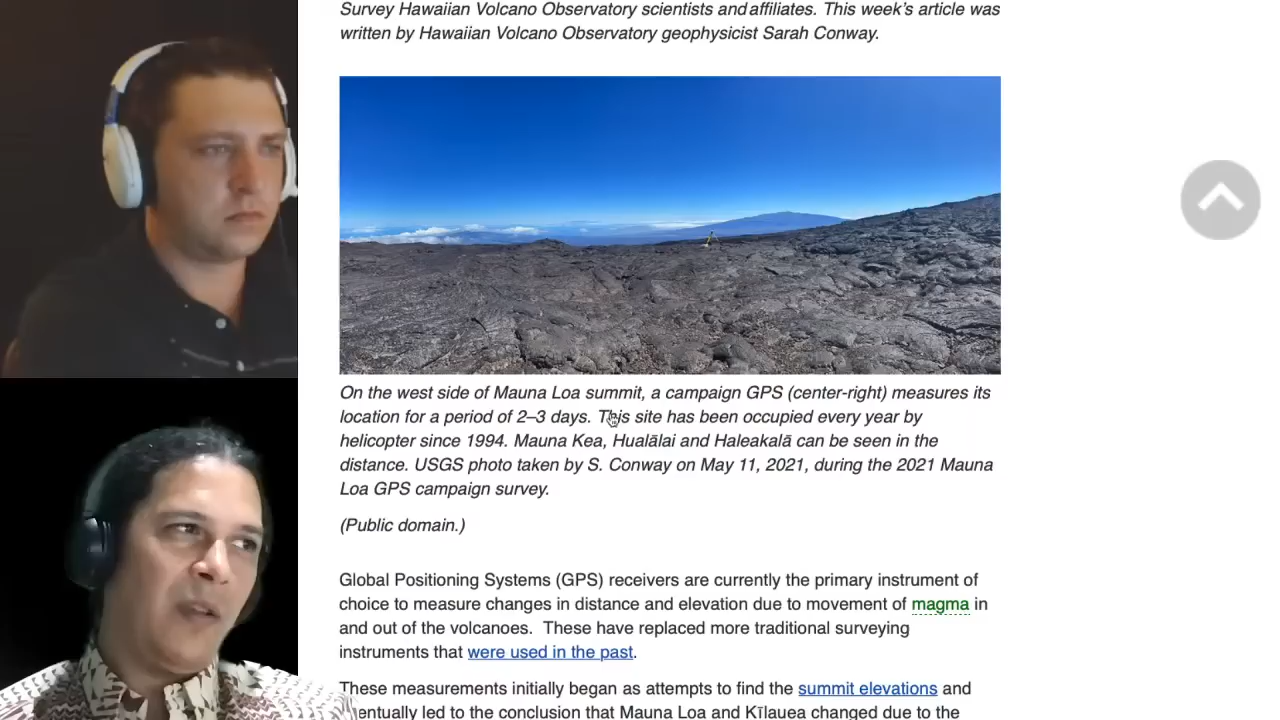 Survey Hawaiian Volcano Observatory scientists and affiliates. This week's article was
written by Hawaiian Volcano Observatory geophysicist Sarah Conway.
On the west side of Mauna Loa summit, a campaign GPS (center-right) measures its
location for a period of 2–3 days. This site has been occupied every year by
helicopter since 1994. Mauna Kea, Hualālai and Haleakalā can be seen in the
distance. USGS photo taken by S. Conway on May 11, 2021, during the 2021 Mauna
Loa GPS campaign survey.
(Public domain.)
Global Positioning Systems (GPS) receivers are currently the primary instrument of
choice to measure changes in distance and elevation due to movement of magma in
and out of the volcanoes.  These have replaced more traditional surveying
instruments that were used in the past.
These measurements initially began as attempts to find the summit elevations and
entually led to the conclusion that Mauna Loa and Kīlauea changed due to the